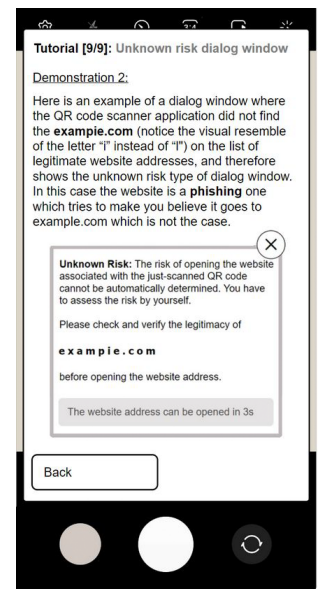 3:4
Tutorial [9/9]: Unknown risk dialog window
Demonstration 2:
Here is an example of a dialog window where
the QR code scanner application did not find
the exampie.com (notice the visual resemble
of the letter “i” instead of “l”) on the list of
legitimate website addresses, and therefore
shows the unknown risk type of dialog window.
In this case the website is a phishing one
which tries to make you believe it goes to
example.com which is not the case.
Unknown Risk: The risk of opening the website
associated with the just-scanned QR code
cannot be automatically determined. You have
to assess the risk by yourself.
Please check and verify the legitimacy of
exampie.com
before opening the website address.
The website address can be opened in 3s
Back